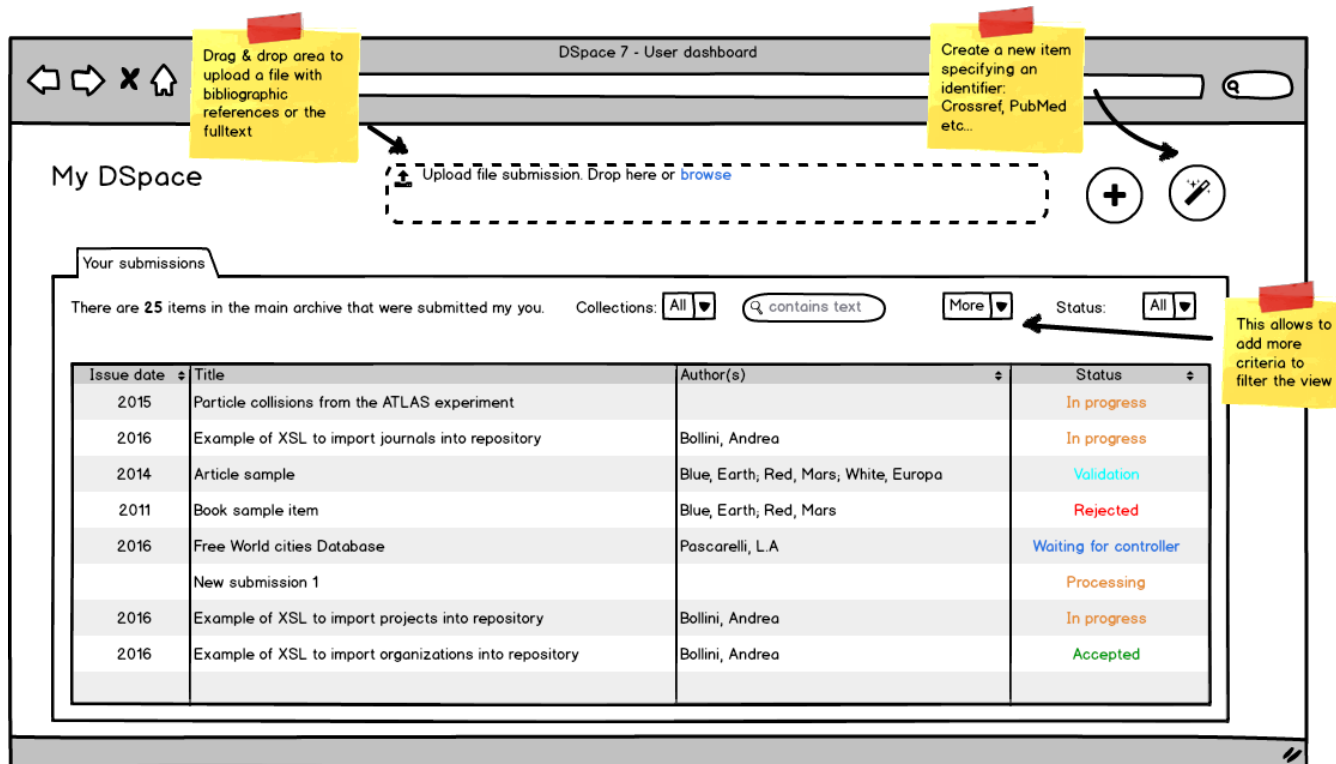 DSpace 7 - User dashboard
Drag & drop area to
upload a file with
bibliographic
references or the
fulltext
Create a new item
specifying an
identifier:
Crossref, PubMed
etc...
My DSpace
Upload file submission. Drop here or browse
Your submissions
There are 25 items in the main archive that were submitted my you. Collections: All contains text More Status: All
This allows to
add more
criteria to
filter the view
Issue date Title Author(s) Status
2015 Particle collisions from the ATLAS experiment In progress
2016 Example of XSL to import journals into repository Bollini, Andrea In progress
2014 Article sample Blue, Earth; Red, Mars; White, Europa Validation
2011 Book sample item Blue, Earth; Red, Mars Rejected
2016 Free World cities Database Pascarelli, L.A Waiting for controller
New submission 1 Processing
2016 Example of XSL to import projects into repository Bollini, Andrea In progress
2016 Example of XSL to import organizations into repository Bollini, Andrea Accepted